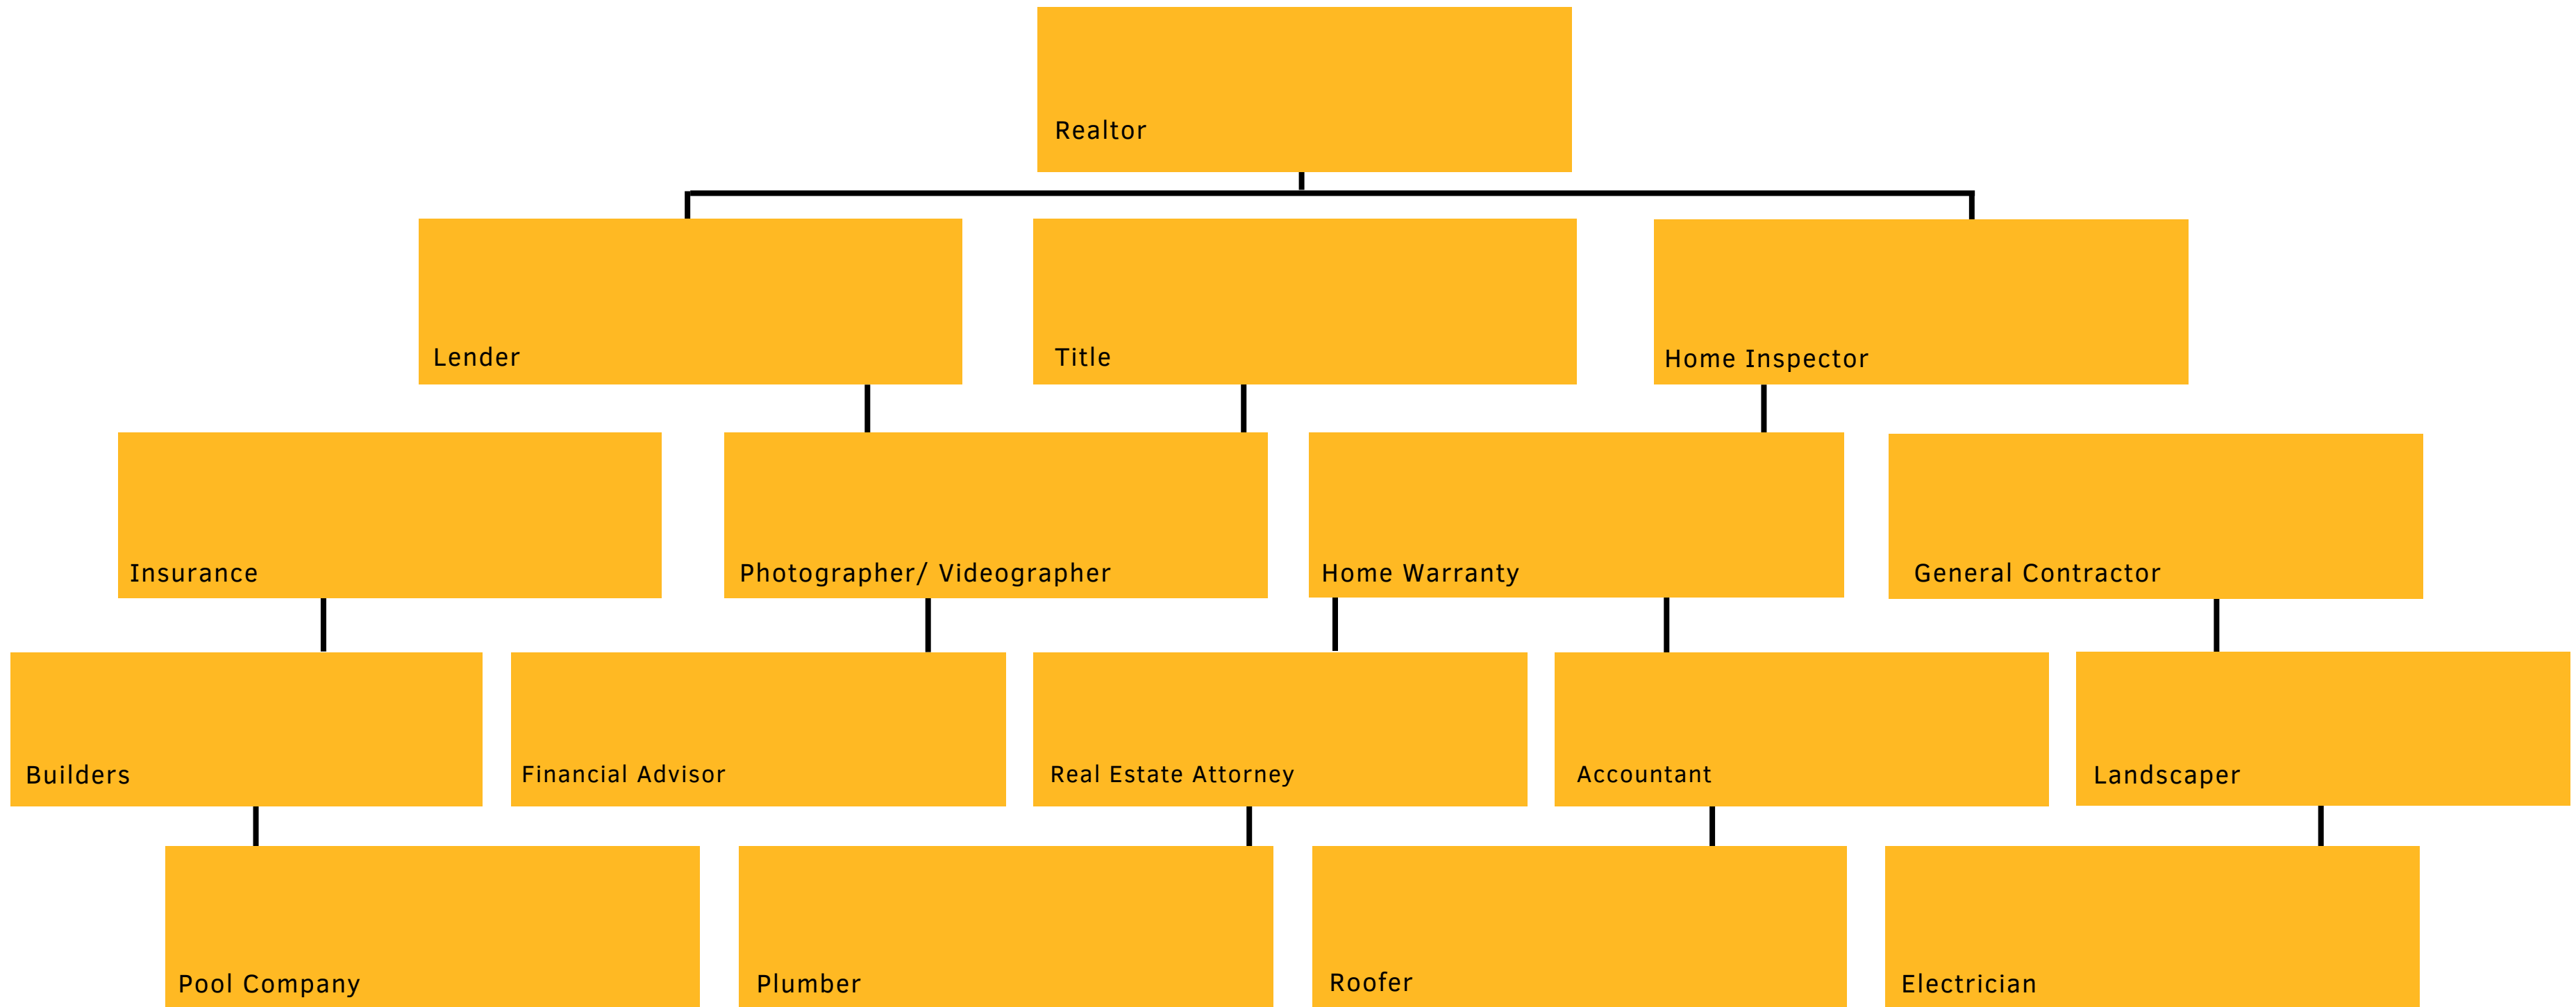 Realtor
Lender
Title
Home Inspector
Insurance
Photographer/ Videographer
Home Warranty
General Contractor
Builders
Financial Advisor
Real Estate Attorney
Accountant
Landscaper
Pool Company
Plumber
Roofer
Electrician